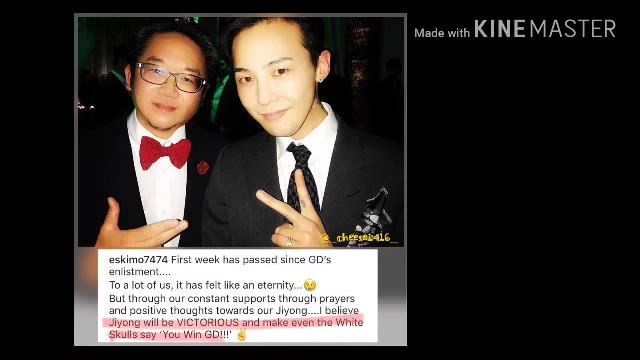 Made with KINEMASTER
@_cheese1416_
eskimo7474 First week has passed since GD's
enlistment....
To a lot of us, it has felt like an eternity...😢
But through our constant supports through prayers
and positive thoughts towards our Jiyong....I believe
Jiyong will be VICTORIOUS and make even the White
Skulls say 'You Win GD!!!' ✌